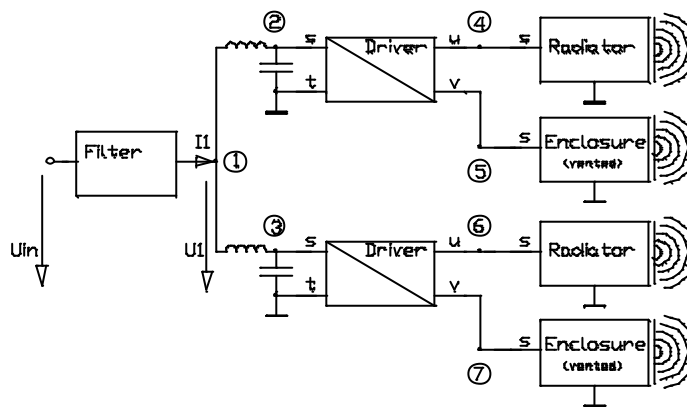 ② ④
s Driver u s Radiator
t v
⑤ s Enclosure
(vented)
Filter I1 ①
Uin U1
③ ⑥
s Driver u s Radiator
t v
⑦ s Enclosure
(vented)